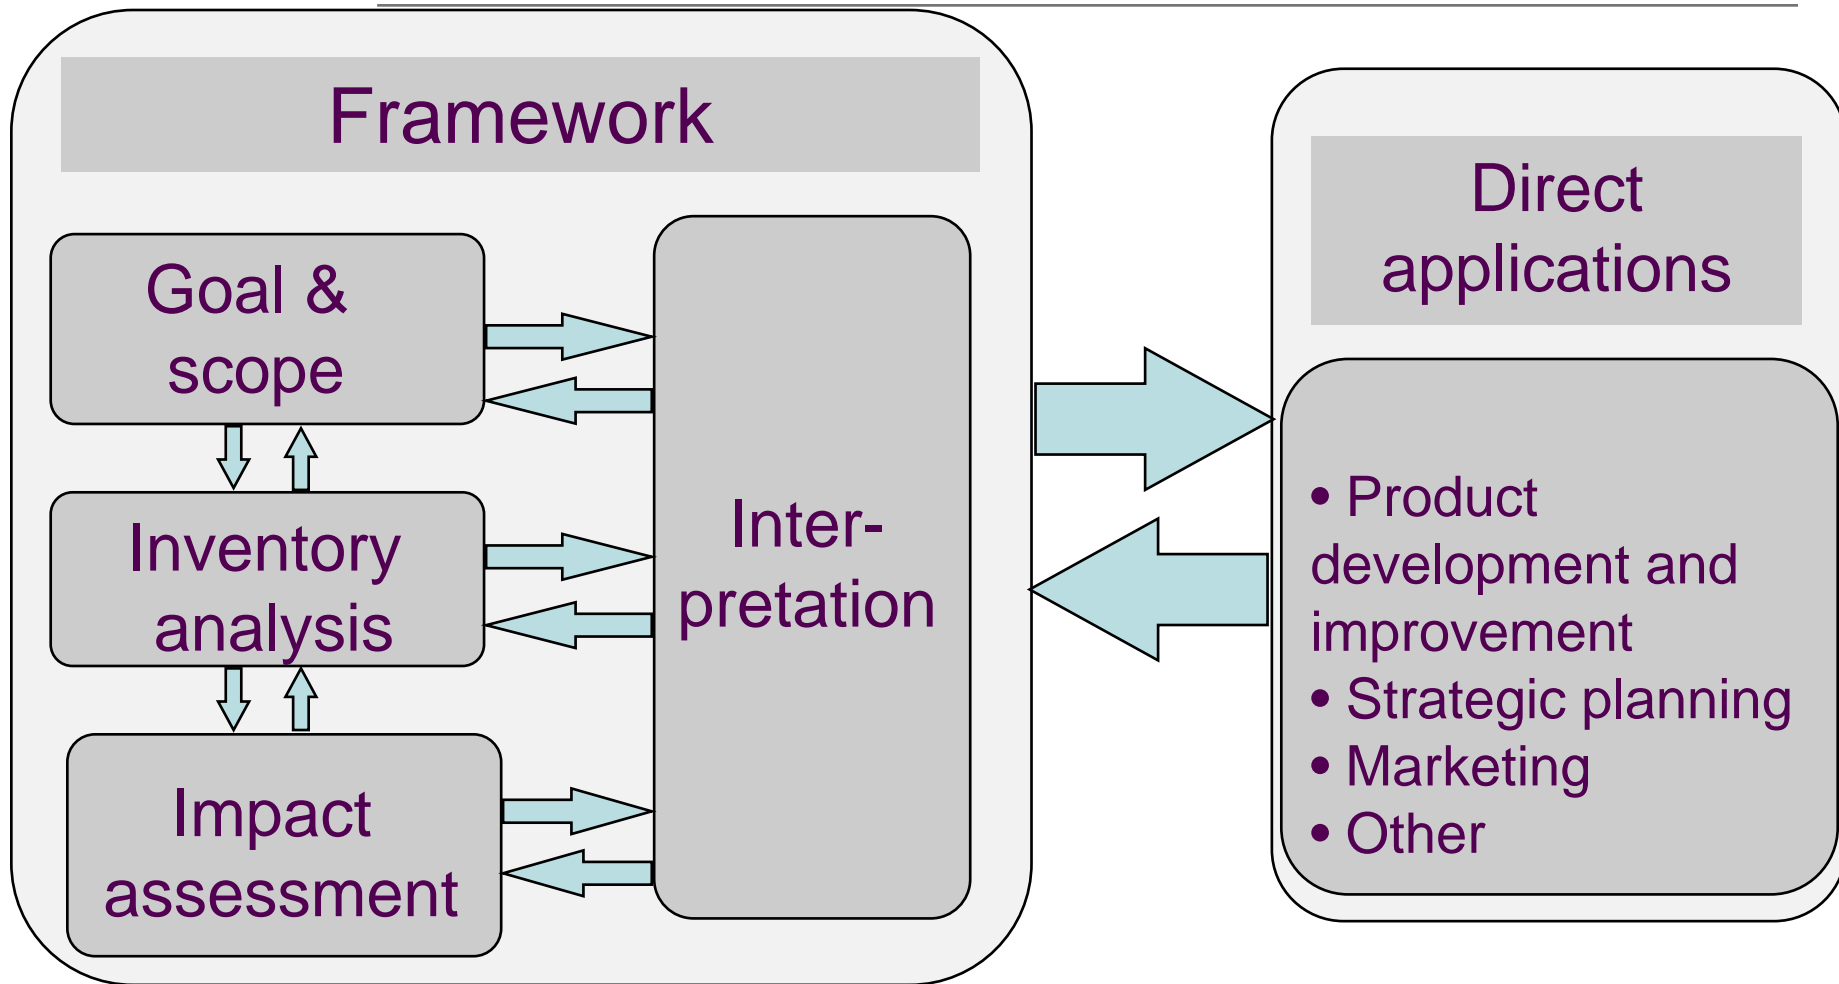 Framework
Goal &
scope
Inventory
analysis
Impact
assessment
Inter-
pretation
Direct
applications
• Product
development and
improvement
• Strategic planning
• Marketing
• Other